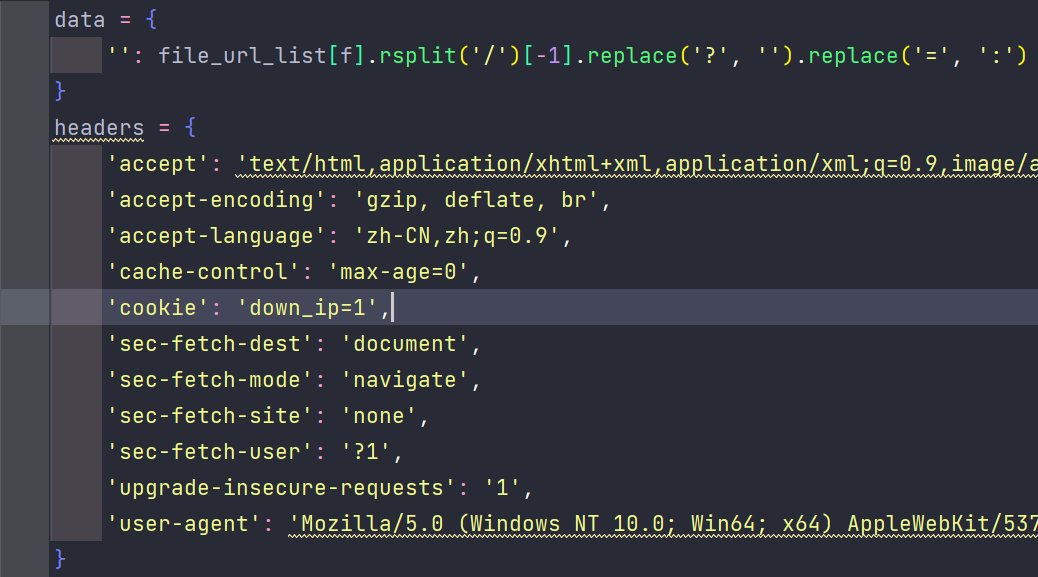 data = {
'': file_url_list[f].rsplit('/')[-1].replace('?', '').replace('=', ':')
}
headers = {
'accept': 'text/html,application/xhtml+xml,application/xml;q=0.9,image/a
'accept-encoding': 'gzip, deflate, br',
'accept-language': 'zh-CN,zh;q=0.9',
'cache-control': 'max-age=0',
'cookie': 'down_ip=1',
'sec-fetch-dest': 'document',
'sec-fetch-mode': 'navigate',
'sec-fetch-site': 'none',
'sec-fetch-user': '?1',
'upgrade-insecure-requests': '1',
'user-agent': 'Mozilla/5.0 (Windows NT 10.0; Win64; x64) AppleWebKit/537
}